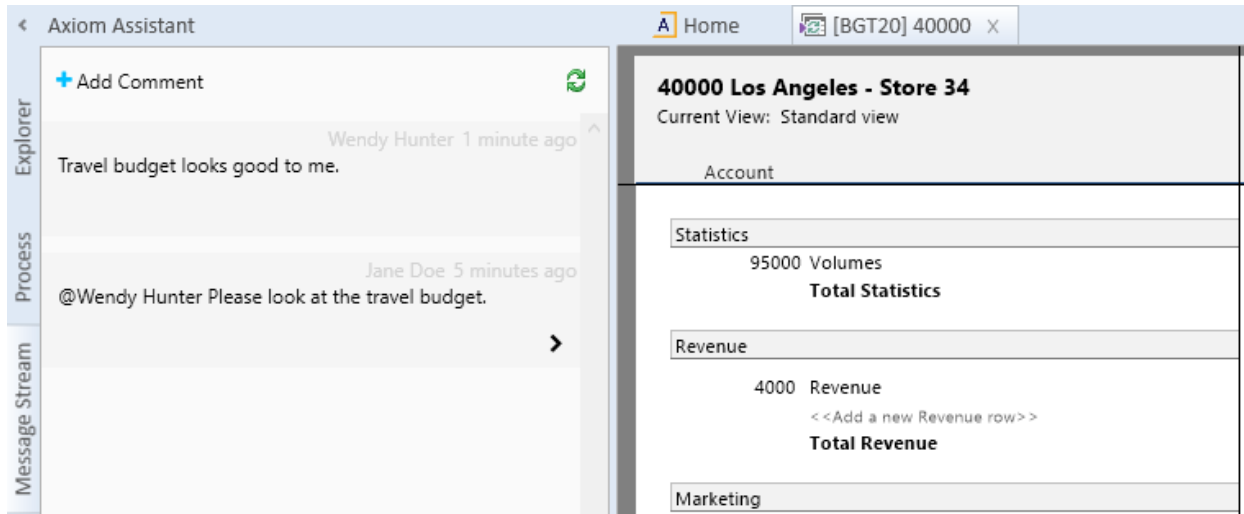 Axiom Assistant
Explorer
Process
Message Stream
Add Comment
Wendy Hunter 1 minute ago
Travel budget looks good to me.
Jane Doe 5 minutes ago
@Wendy Hunter Please look at the travel budget.
A Home
[BGT20] 40000 X
40000 Los Angeles - Store 34
Current View: Standard view
Account
Statistics
95000 Volumes
Total Statistics
Revenue
4000 Revenue
<<Add a new Revenue row>>
Total Revenue
Marketing